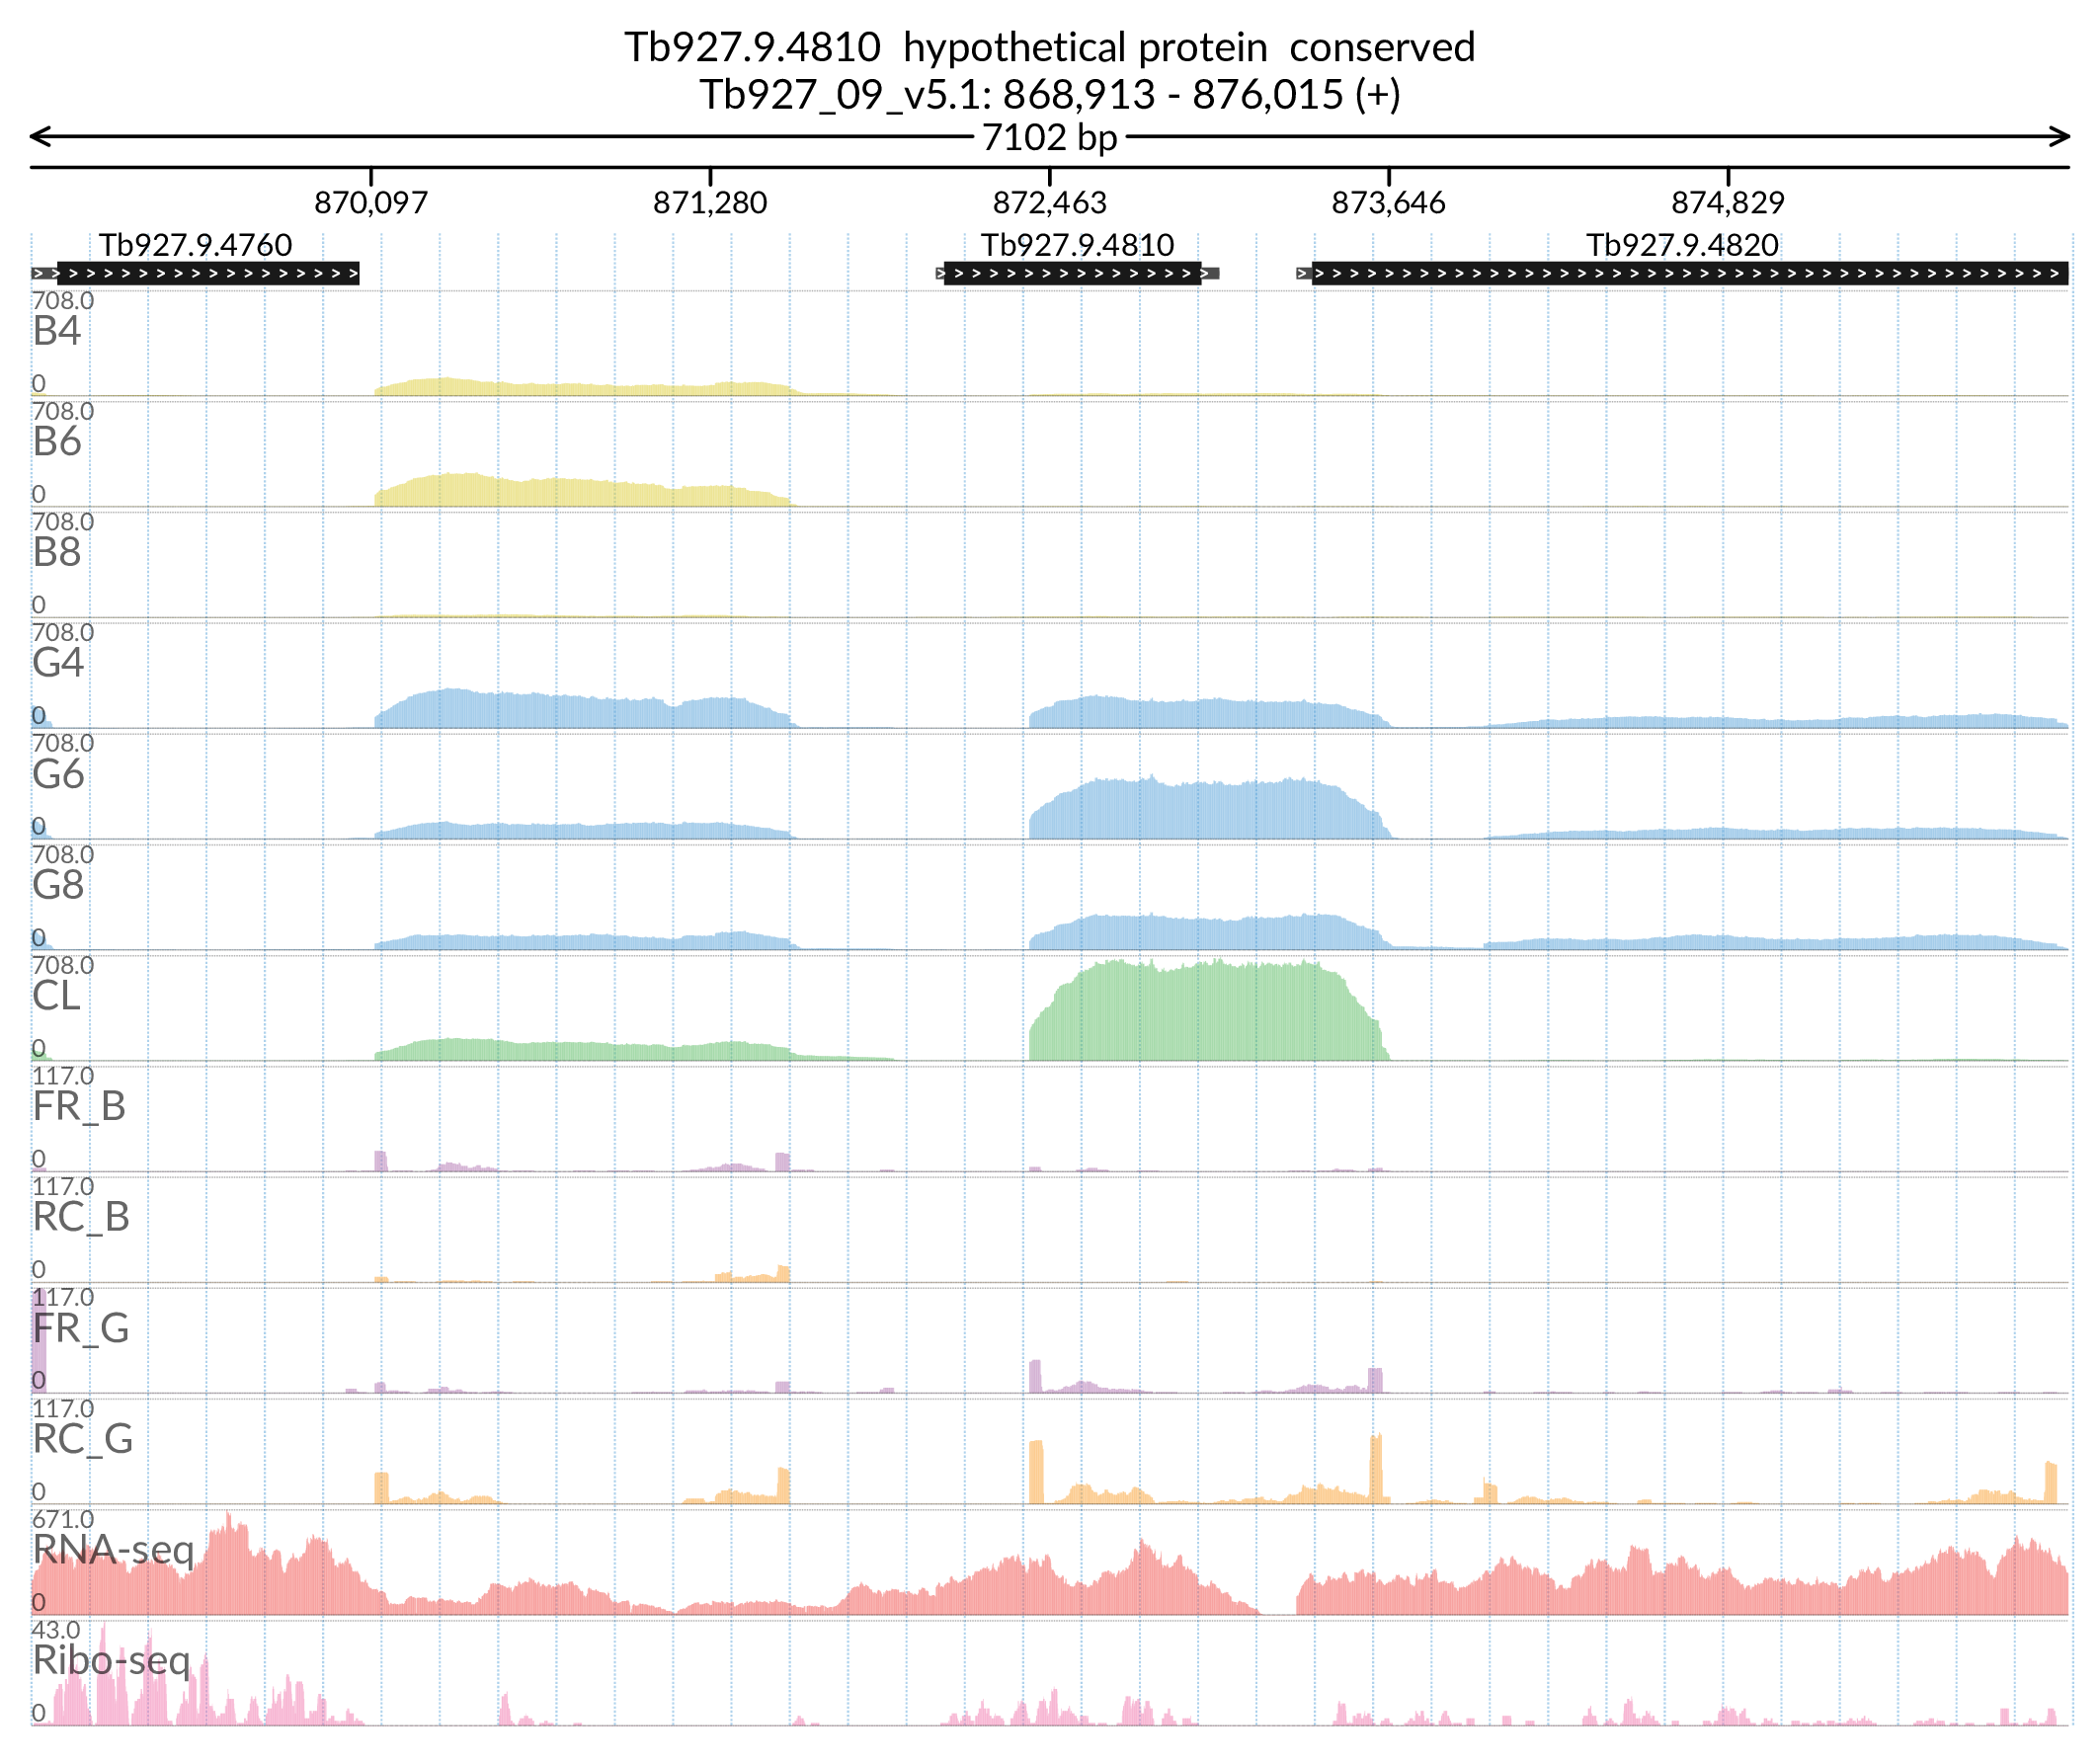 Tb927.9.4810 hypothetical protein conserved
Tb927_09_v5.1: 868,913 - 876,015 (+)
7102 bp
870,097 871,280 872,463 873,646 874,829
Tb927.9.4760 Tb927.9.4810 Tb927.9.4820
708.0
B4
0
708.0
B6
0
708.0
B8
0
708.0
G4
0
708.0
G6
0
708.0
G8
0
708.0
CL
0
117.0
FR_B
0
117.0
RC_B
0
117.0
FR_G
0
117.0
RC_G
0
671.0
RNA-seq
0
43.0
Ribo-seq
0